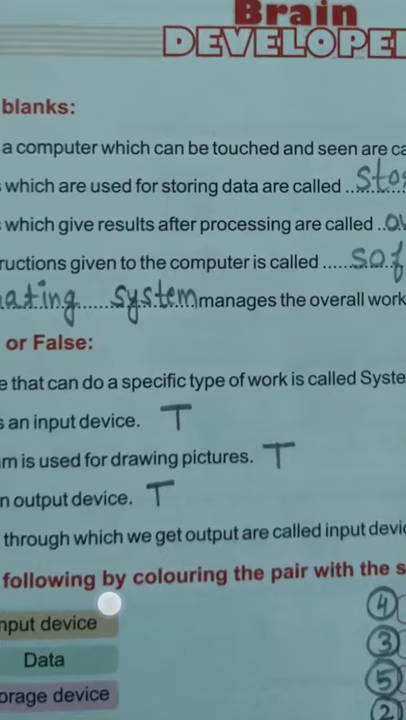 Brain
DEVELOPE
blanks:
a computer which can be touched and seen are ca
which are used for storing data are called .. sto
which give results after processing are called ..
ructions given to the computer is called ...... sof
ating system manages the overall work
or False:
e that can do a specific type of work is called Syste
s an input device. T
m is used for drawing pictures. T
n output device. T
through which we get output are called input devic
following by colouring the pair with the s
nput device 4
Data 3
orage device 5
2